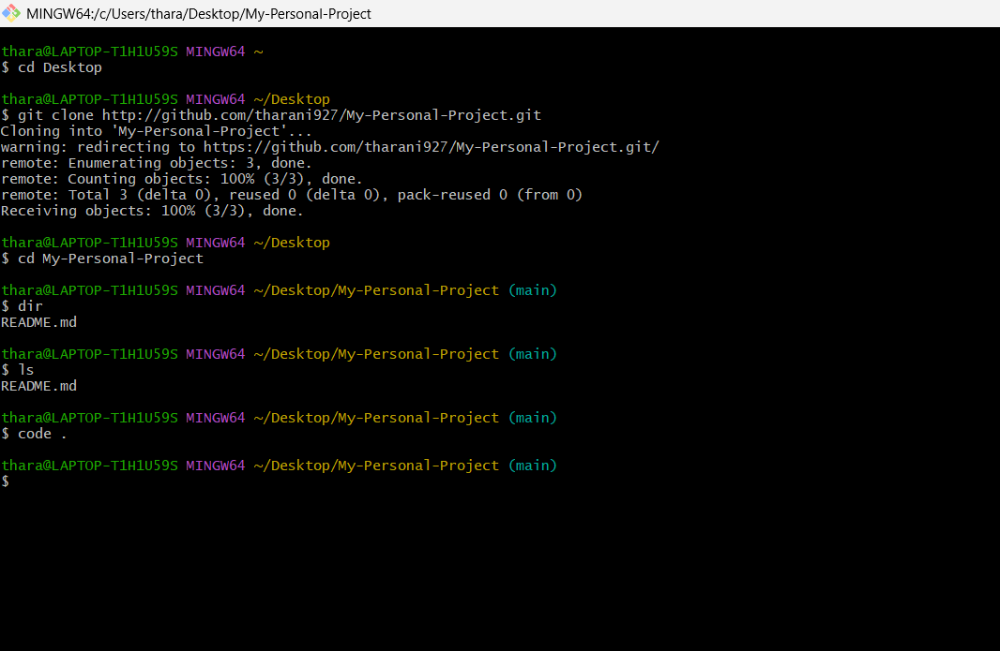 MINGW64:/c/Users/thara/Desktop/My-Personal-Project
thara@LAPTOP-T1H1U59S MINGW64 ~
$ cd Desktop
thara@LAPTOP-T1H1U59S MINGW64 ~/Desktop
$ git clone http://github.com/tharani927/My-Personal-Project.git
Cloning into 'My-Personal-Project'...
warning: redirecting to https://github.com/tharani927/My-Personal-Project.git/
remote: Enumerating objects: 3, done.
remote: Counting objects: 100% (3/3), done.
remote: Total 3 (delta 0), reused 0 (delta 0), pack-reused 0 (from 0)
Receiving objects: 100% (3/3), done.
thara@LAPTOP-T1H1U59S MINGW64 ~/Desktop
$ cd My-Personal-Project
thara@LAPTOP-T1H1U59S MINGW64 ~/Desktop/My-Personal-Project (main)
$ dir
README.md
thara@LAPTOP-T1H1U59S MINGW64 ~/Desktop/My-Personal-Project (main)
$ ls
README.md
thara@LAPTOP-T1H1U59S MINGW64 ~/Desktop/My-Personal-Project (main)
$ code .
thara@LAPTOP-T1H1U59S MINGW64 ~/Desktop/My-Personal-Project (main)
$